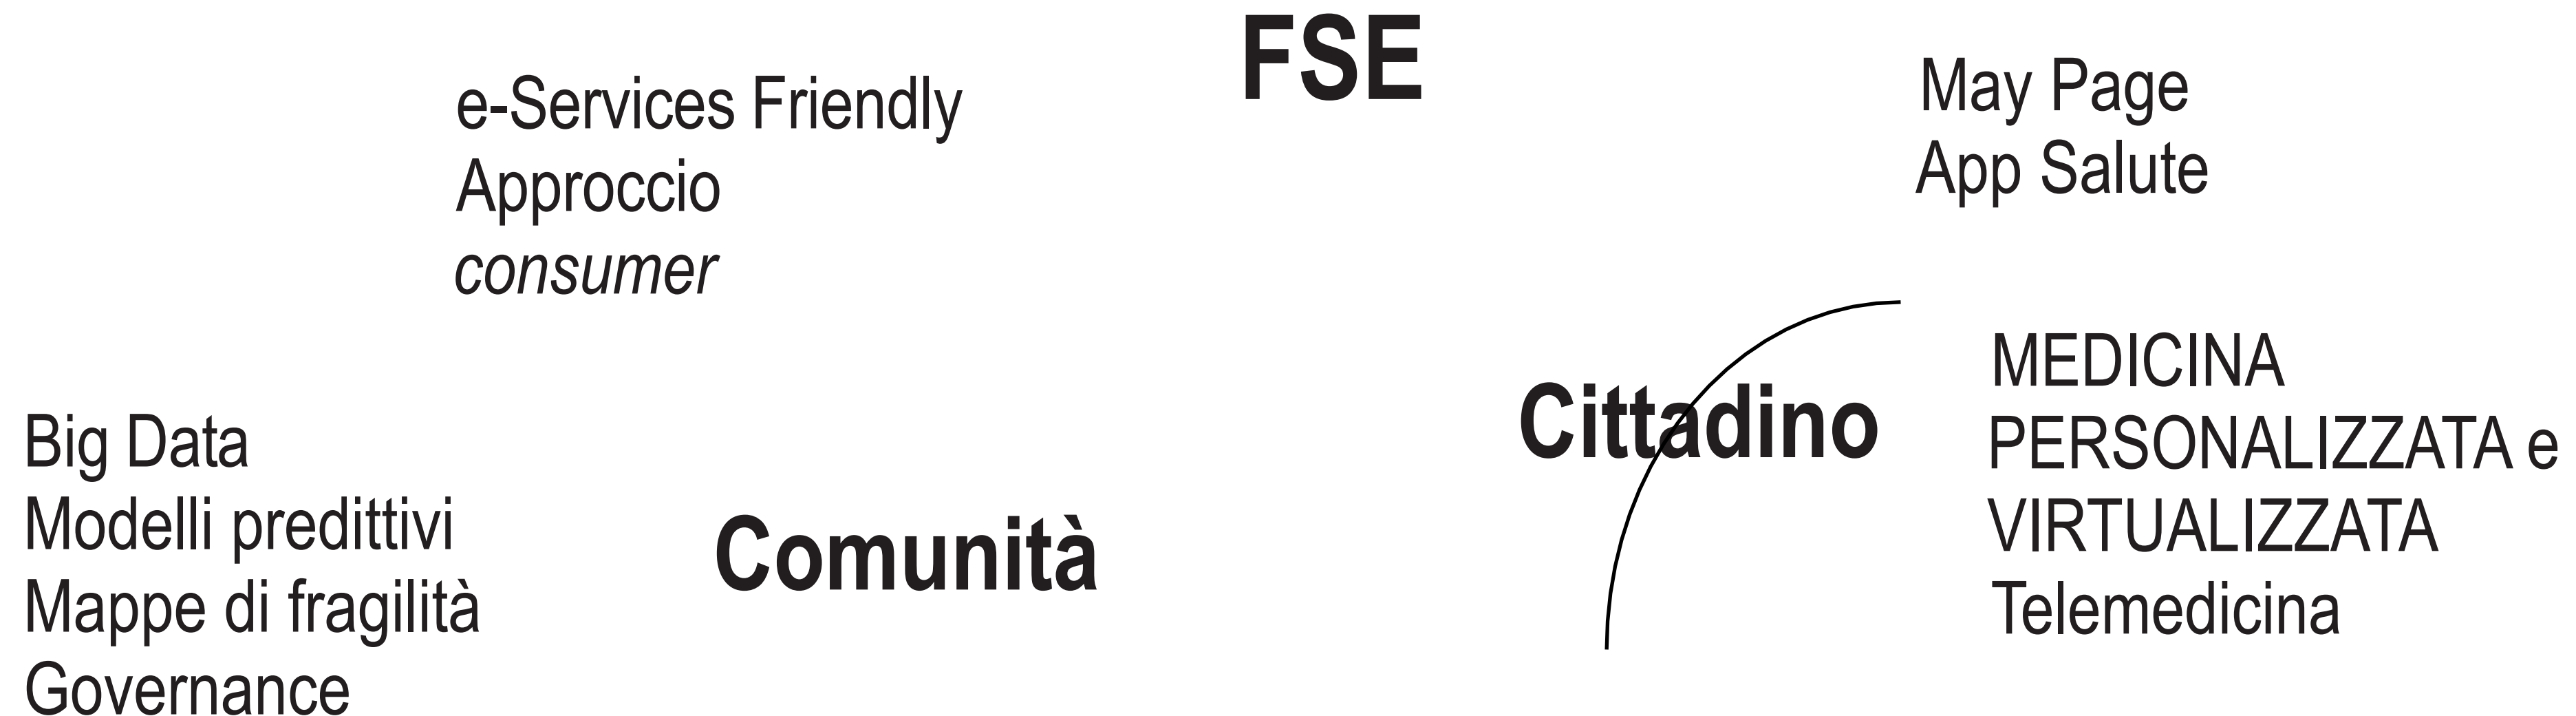 FSE
e-Services Friendly
Approccio
consumer
May Page
App Salute
Big Data
Modelli predittivi
Mappe di fragilità
Governance
Comunità
Cittadino
MEDICINA
PERSONALIZZATA e
VIRTUALIZZATA
Telemedicina